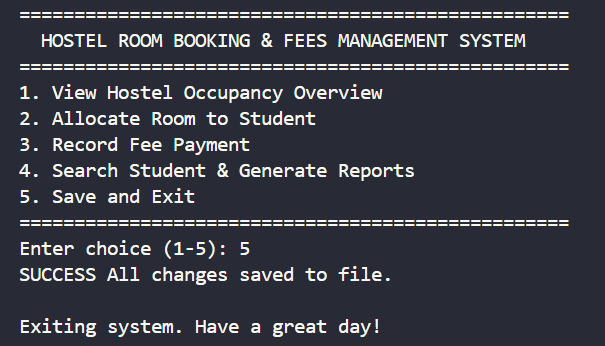 ==================================================
HOSTEL ROOM BOOKING & FEES MANAGEMENT SYSTEM
==================================================
1. View Hostel Occupancy Overview
2. Allocate Room to Student
3. Record Fee Payment
4. Search Student & Generate Reports
5. Save and Exit
==================================================
Enter choice (1-5): 5
SUCCESS All changes saved to file.
Exiting system. Have a great day!